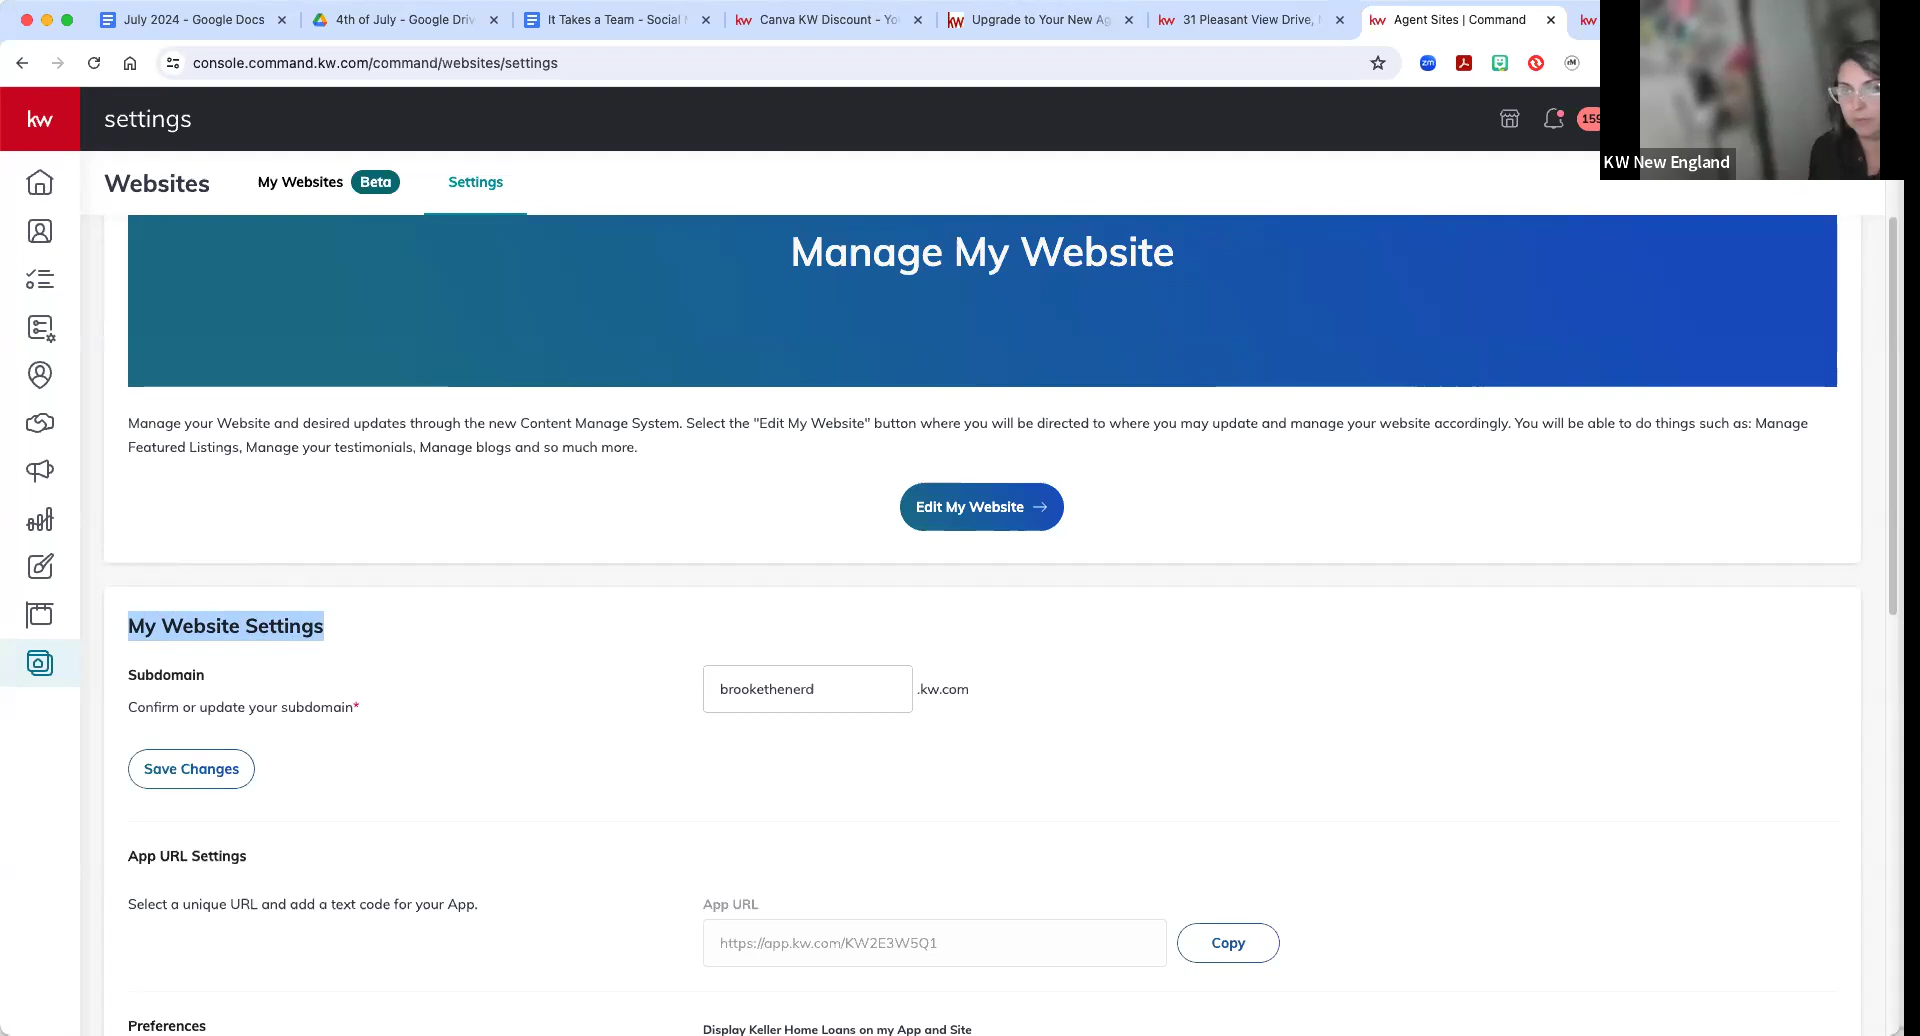 July 2024 - Google Docs
4th of July - Google Driv
It Takes a Team - Social
Canva KW Discount - Yo
Upgrade to Your New Ag
31 Pleasant View Drive,
Agent Sites | Command
console.command.kw.com/command/websites/settings
zm
kw
settings
159
KW New England
Websites
My Websites Beta
Settings
Manage My Website
Manage your Website and desired updates through the new Content Manage System. Select the "Edit My Website" button where you will be directed to where you may update and manage your website accordingly. You will be able to do things such as: Manage
Featured Listings, Manage your testimonials, Manage blogs and so much more.
Edit My Website →
My Website Settings
Subdomain
brookethenerd .kw.com
Confirm or update your subdomain*
Save Changes
App URL Settings
Select a unique URL and add a text code for your App.
App URL
https://app.kw.com/KW2E3W5Q1
Copy
Preferences
Display Keller Home Loans on my App and Site